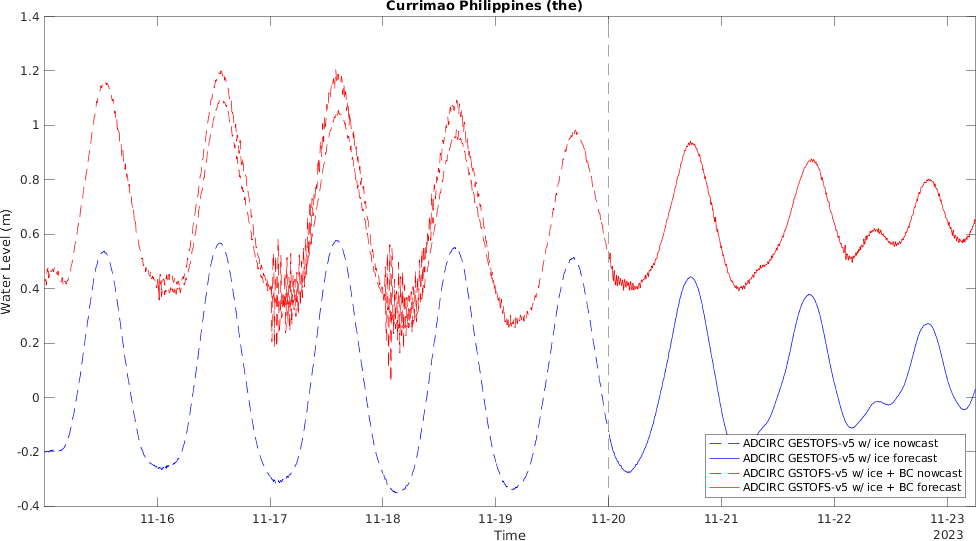 Currimao Philippines (the)
1.4
1.2
1
0.8
0.6
0.4
0.2
0
-0.2
-0.4
Water Level (m)
ADCIRC GESTOFS-v5 w/ ice nowcast
ADCIRC GESTOFS-v5 w/ ice forecast
ADCIRC GSTOFS-v5 w/ ice + BC nowcast
ADCIRC GSTOFS-v5 w/ ice + BC forecast
11-16 11-17 11-18 11-19 11-20 11-21 11-22 11-23
Time 2023